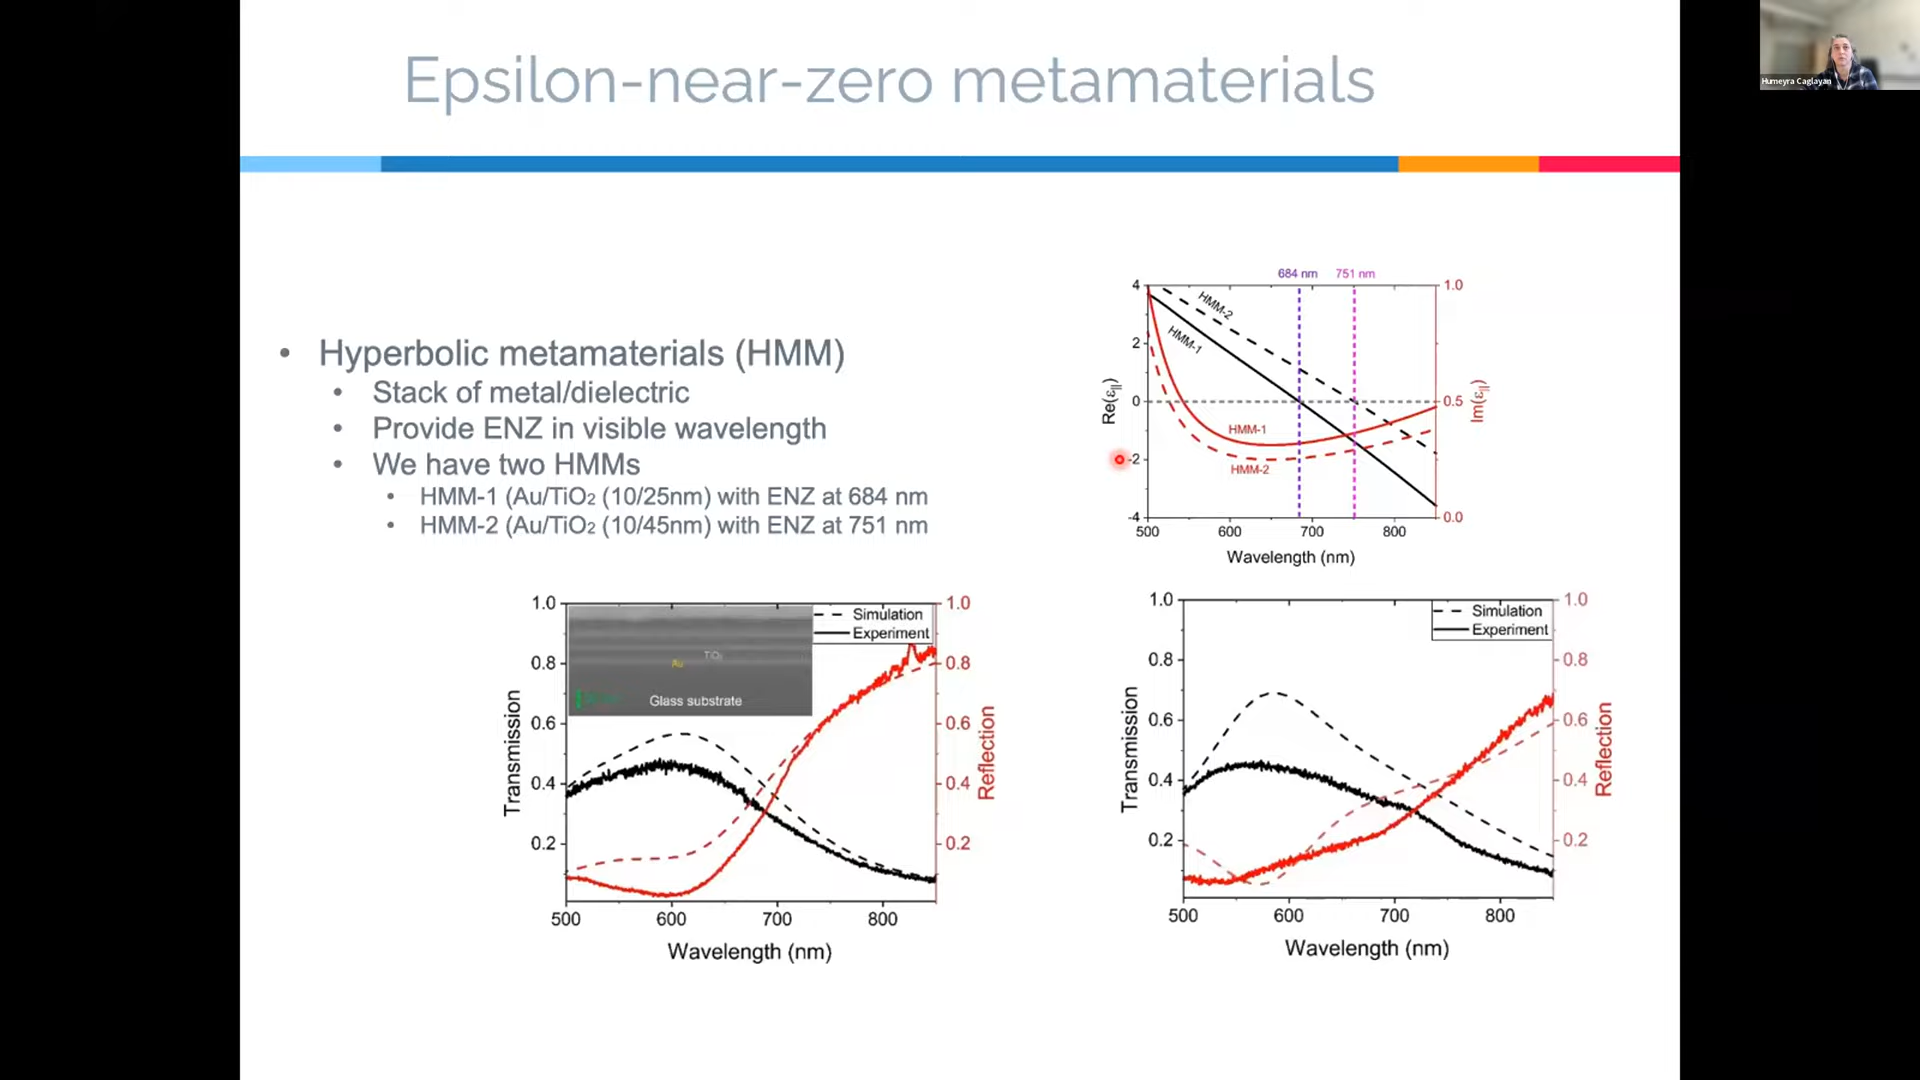 Epsilon-near-zero metamaterials
Humeyra Caglayan
• Hyperbolic metamaterials (HMM)
• Stack of metal/dielectric
• Provide ENZ in visible wavelength
• We have two HMMs
• HMM-1 (Au/TiO2 (10/25nm) with ENZ at 684 nm
• HMM-2 (Au/TiO2 (10/45nm) with ENZ at 751 nm
684 nm 751 nm
4 1.0
HMM-2
HMM-1
2
Re(ε||) 0 0.5 Im(ε||)
HMM-1
HMM-2
-2
-4 0.0
500 600 700 800
Wavelength (nm)
1.0 1.0
Simulation
Experiment
TiO2
Au
Glass substrate
0.8 0.8
0.6 0.6
Transmission Reflection
0.4 0.4
0.2 0.2
500 600 700 800
Wavelength (nm)
1.0 1.0
Simulation
Experiment
0.8 0.8
0.6 0.6
Transmission Reflection
0.4 0.4
0.2 0.2
500 600 700 800
Wavelength (nm)